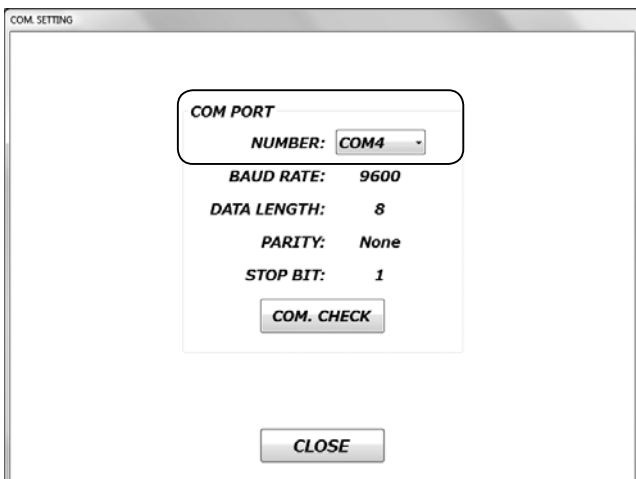 COM. SETTING
COM PORT
NUMBER: COM4
BAUD RATE: 9600
DATA LENGTH: 8
PARITY: None
STOP BIT: 1
COM. CHECK
CLOSE